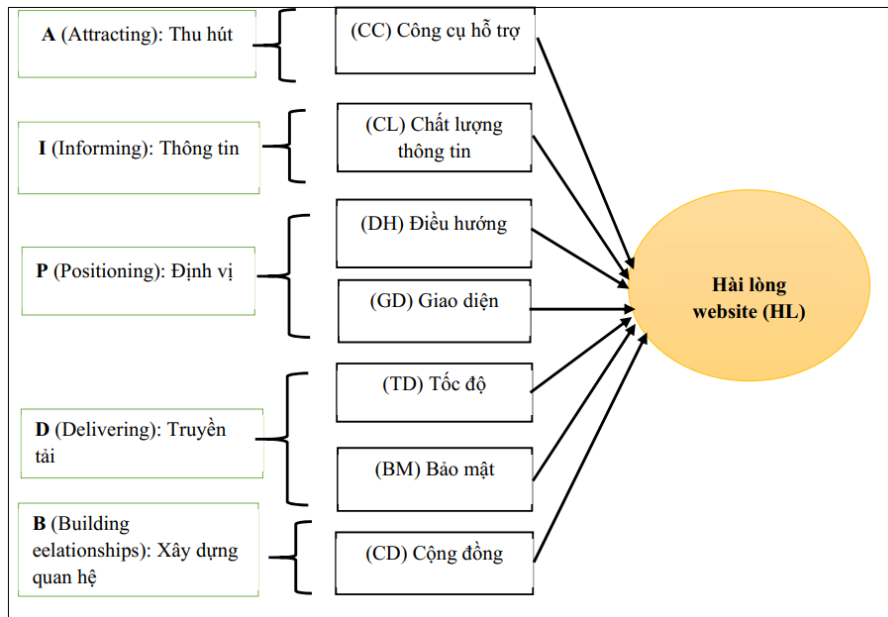 A (Attracting): Thu hút
(CC) Công cụ hỗ trợ
I (Informing): Thông tin
(CL) Chất lượng
thông tin
P (Positioning): Định vị
(DH) Điều hướng
(GD) Giao diện
Hài lòng
website (HL)
D (Delivering): Truyền
tải
(TD) Tốc độ
(BM) Bảo mật
B (Building
eelationships): Xây dựng
quan hệ
(CD) Cộng đồng